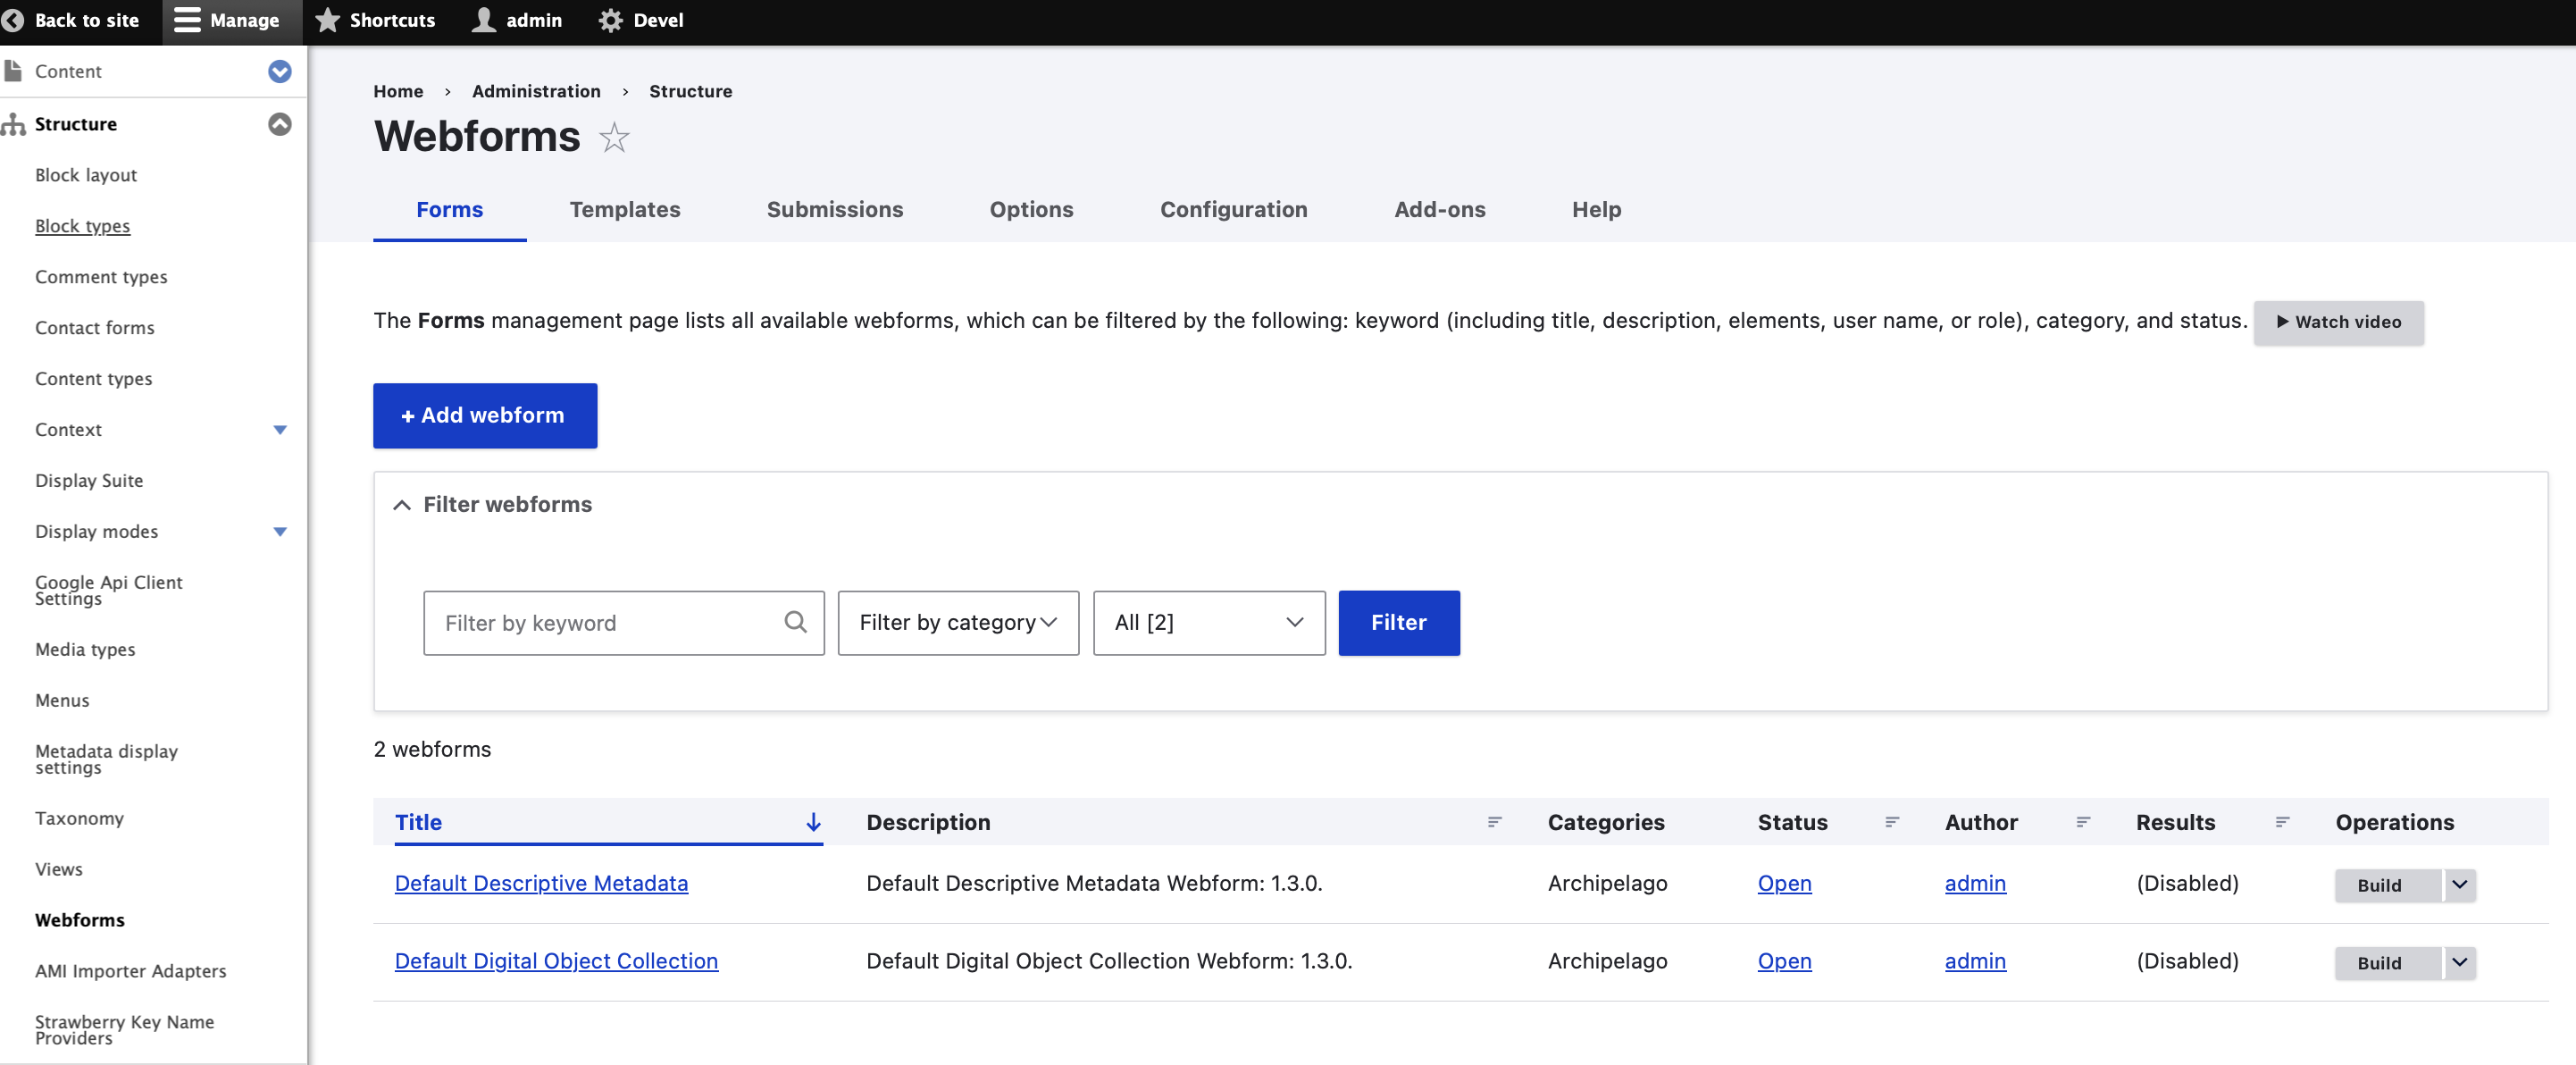 Back to site
Manage
Shortcuts
admin
Devel
Content
Structure
Block layout
Block types
Comment types
Contact forms
Content types
Context
Display Suite
Display modes
Google Api Client
Settings
Media types
Menus
Metadata display
settings
Taxonomy
Views
Webforms
AMI Importer Adapters
Strawberry Key Name
Providers
Home › Administration › Structure
Webforms
Forms
Templates
Submissions
Options
Configuration
Add-ons
Help
The Forms management page lists all available webforms, which can be filtered by the following: keyword (including title, description, elements, user name, or role), category, and status.
Watch video
+ Add webform
Filter webforms
Filter by keyword
Filter by category
All [2]
Filter
2 webforms
Title Description Categories Status Author Results Operations
Default Descriptive Metadata Default Descriptive Metadata Webform: 1.3.0. Archipelago Open admin (Disabled) Build
Default Digital Object Collection Default Digital Object Collection Webform: 1.3.0. Archipelago Open admin (Disabled) Build